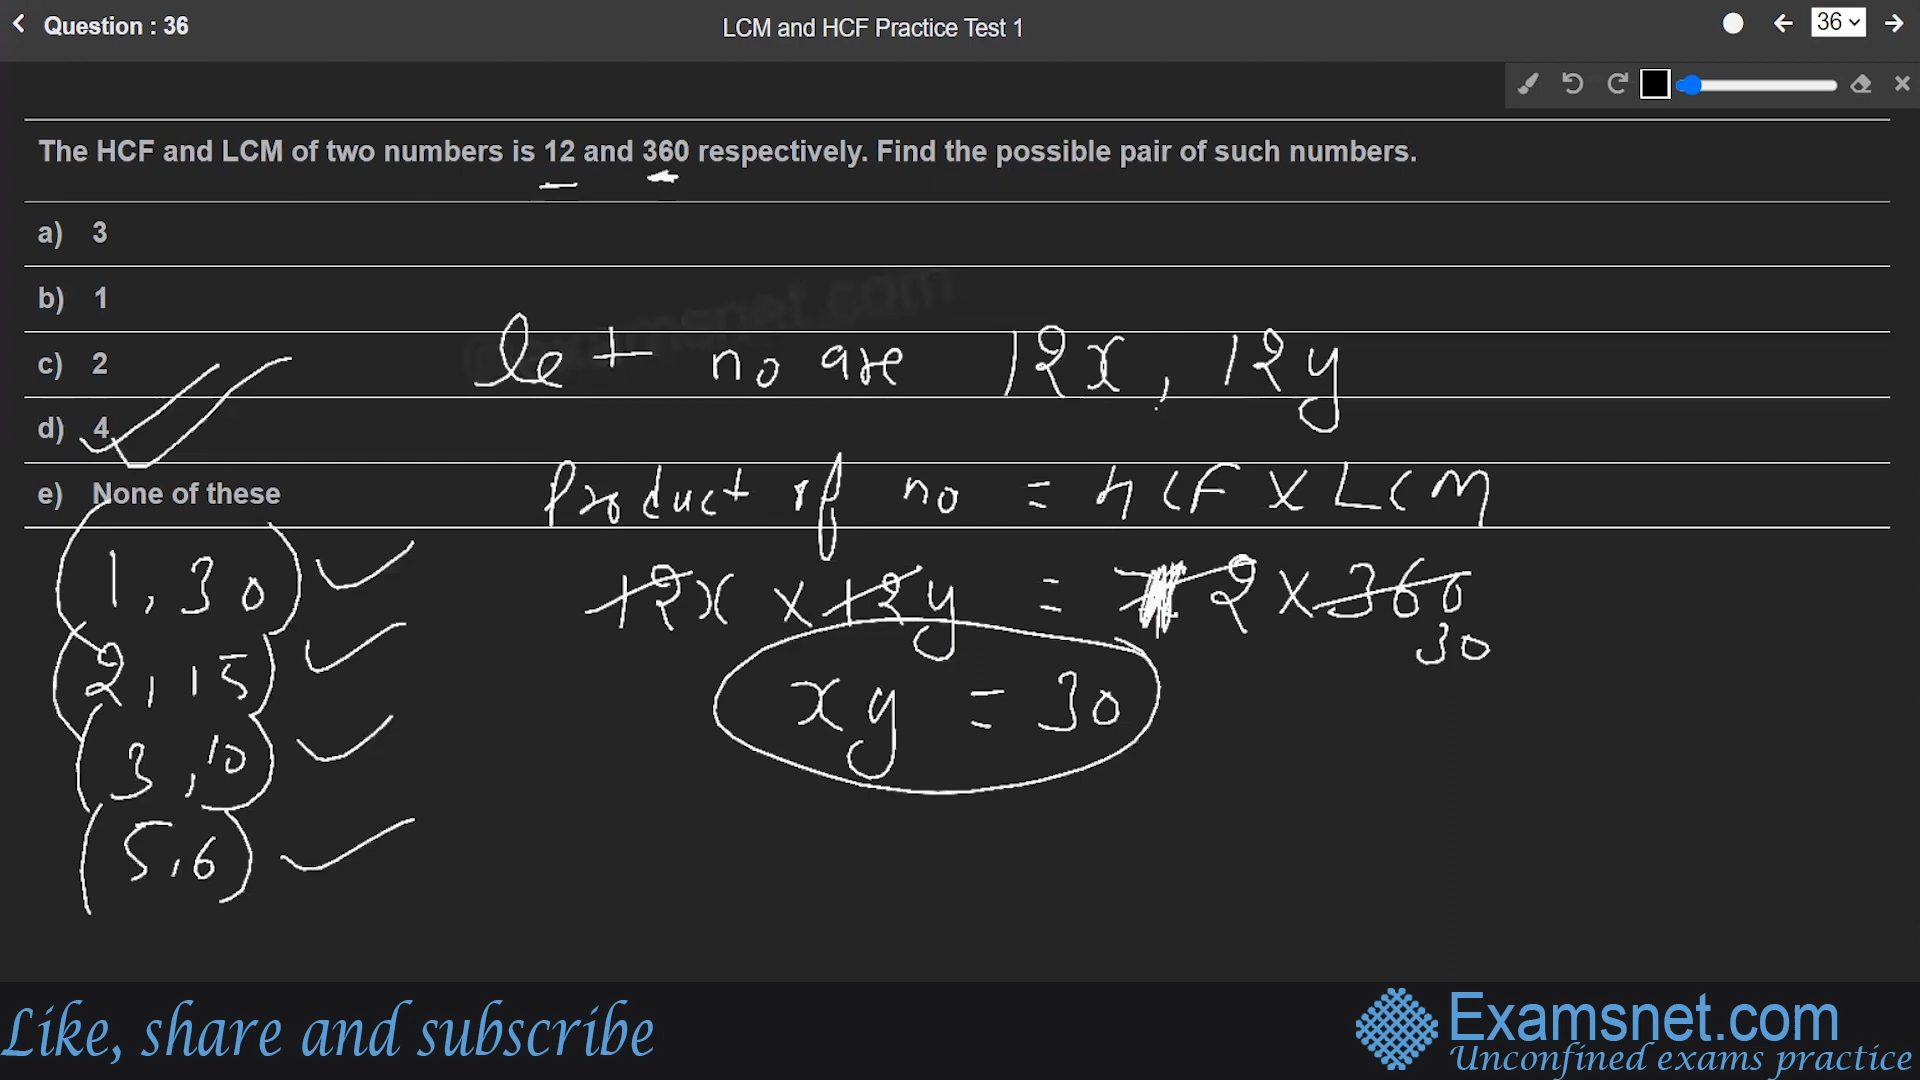 Question : 36
LCM and HCF Practice Test 1
36
The HCF and LCM of two numbers is 12 and 360 respectively. Find the possible pair of such numbers.
a) 3
b) 1
c) 2
d) 4
e) None of these
let no are 12x, 12y
Product of no = HCF X LCM
12x x 12y = 12 x 360
30
xy = 30
1, 30
2, 15
3, 10
5, 6
@Examsnet.com
Like, share and subscribe
Examsnet.com
Unconfined exams practice